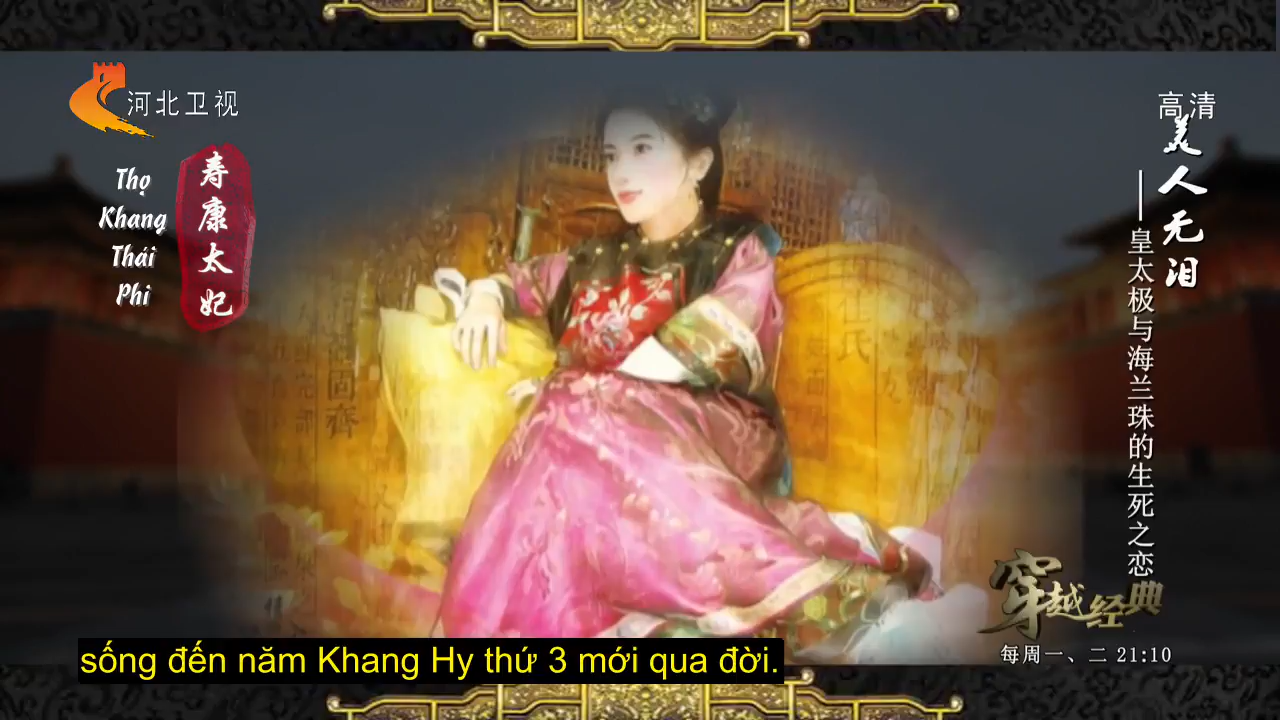 河北卫视
高清
美人无泪
——皇太极与海兰珠的生死之恋
Thọ
Khang
Thái
Phi
寿康太妃
穿越经典
每周一、二 21:10
sống đến năm Khang Hy thứ 3 mới qua đời.